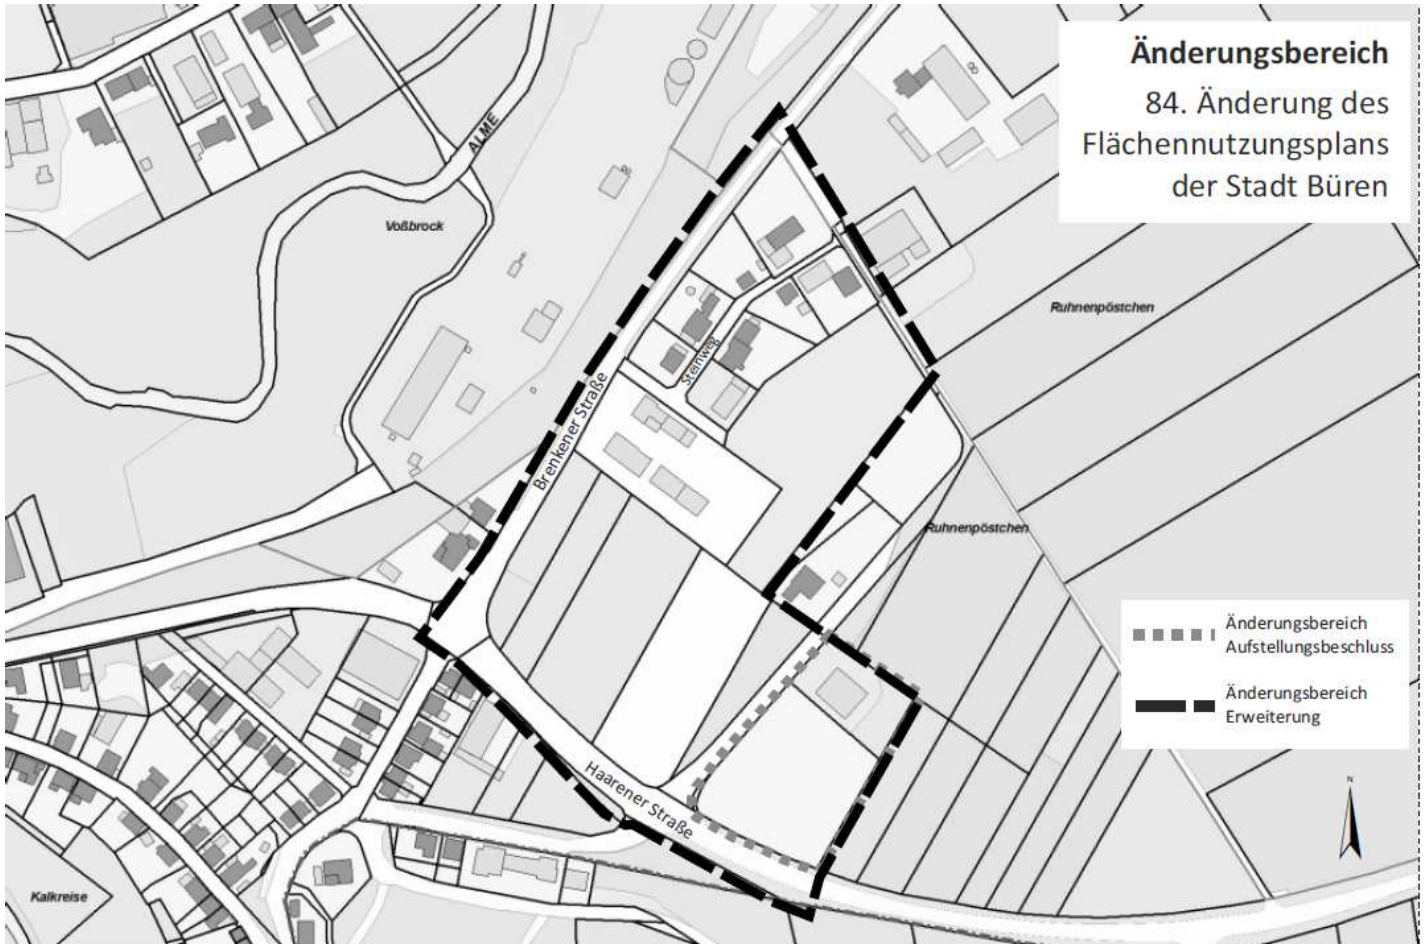 Änderungsbereich
84. Änderung des
Flächennutzungsplans
der Stadt Büren
ALME
Voßbrock
Ruhnenpöstchen
Steinweg
Brenkener Straße
Ruhnenpöstchen
Änderungsbereich
Aufstellungsbeschluss
Änderungsbereich
Erweiterung
Haarener Straße
N
Kalkreise